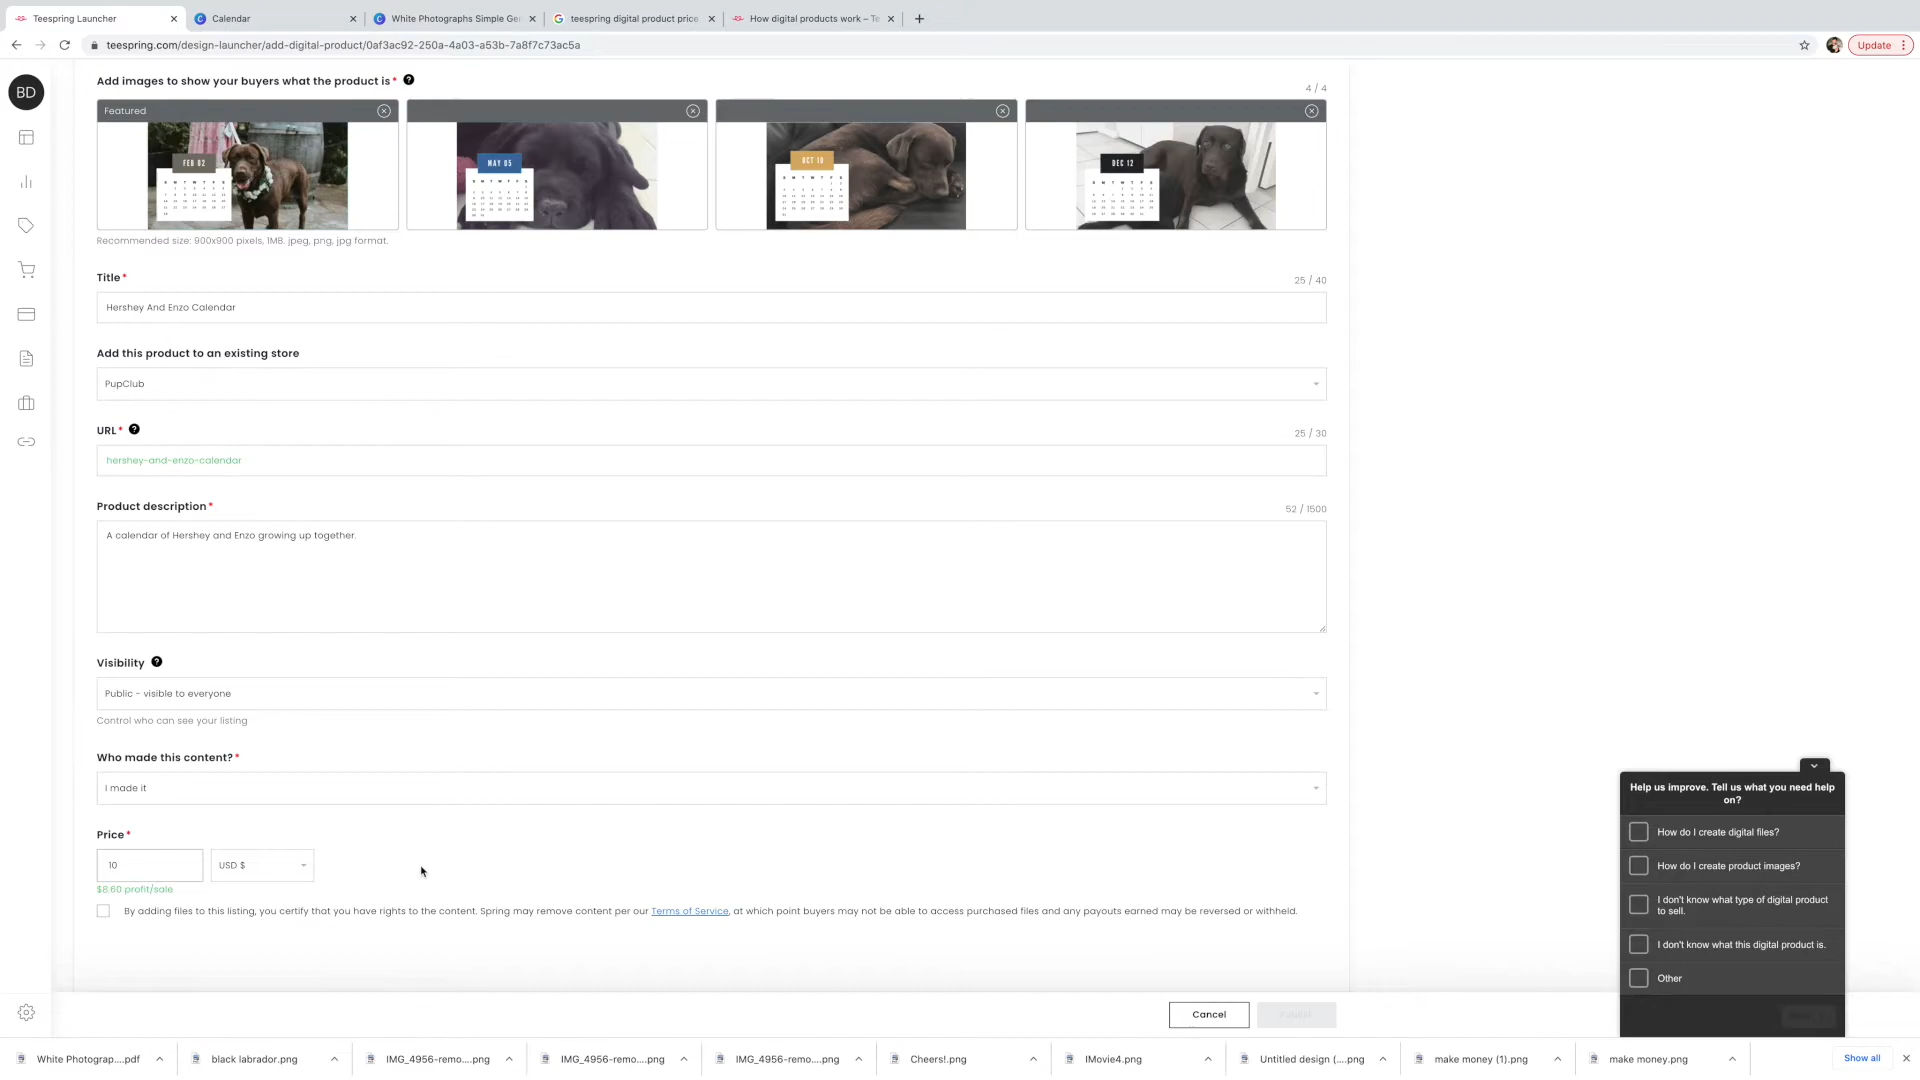 Teespring Launcher
Calendar
White Photographs Simple Ge
teespring digital product price
How digital products work – Te
teespring.com/design-launcher/add-digital-product/0af3ac92-250a-4a03-a53b-7a8f7c73ac5a
Update
BD
Add images to show your buyers what the product is*
4 / 4
Featured
FEB 02
MAY 05
OCT 10
DEC 12
Recommended size: 900x900 pixels, 1MB. jpeg, png, jpg format.
Title*
25 / 40
Hershey And Enzo Calendar
Add this product to an existing store
PupClub
URL*
25 / 30
hershey-and-enzo-calendar
Product description*
52 / 1500
A calendar of Hershey and Enzo growing up together.
Visibility
Public - visible to everyone
Control who can see your listing
Who made this content?*
I made it
Price*
10
USD $
$8.60 profit/sale
By adding files to this listing, you certify that you have rights to the content. Spring may remove content per our Terms of Service, at which point buyers may not be able to access purchased files and any payouts earned may be reversed or withheld.
Cancel
Publish
Help us improve. Tell us what you need help
on?
How do I create digital files?
How do I create product images?
I don't know what type of digital product
to sell.
I don't know what this digital product is.
Other
White Photograp....pdf
black labrador.png
IMG_4956-remo....png
IMG_4956-remo....png
IMG_4956-remo....png
Cheers!.png
IMovie4.png
Untitled design (....png
make money (1).png
make money.png
Show all